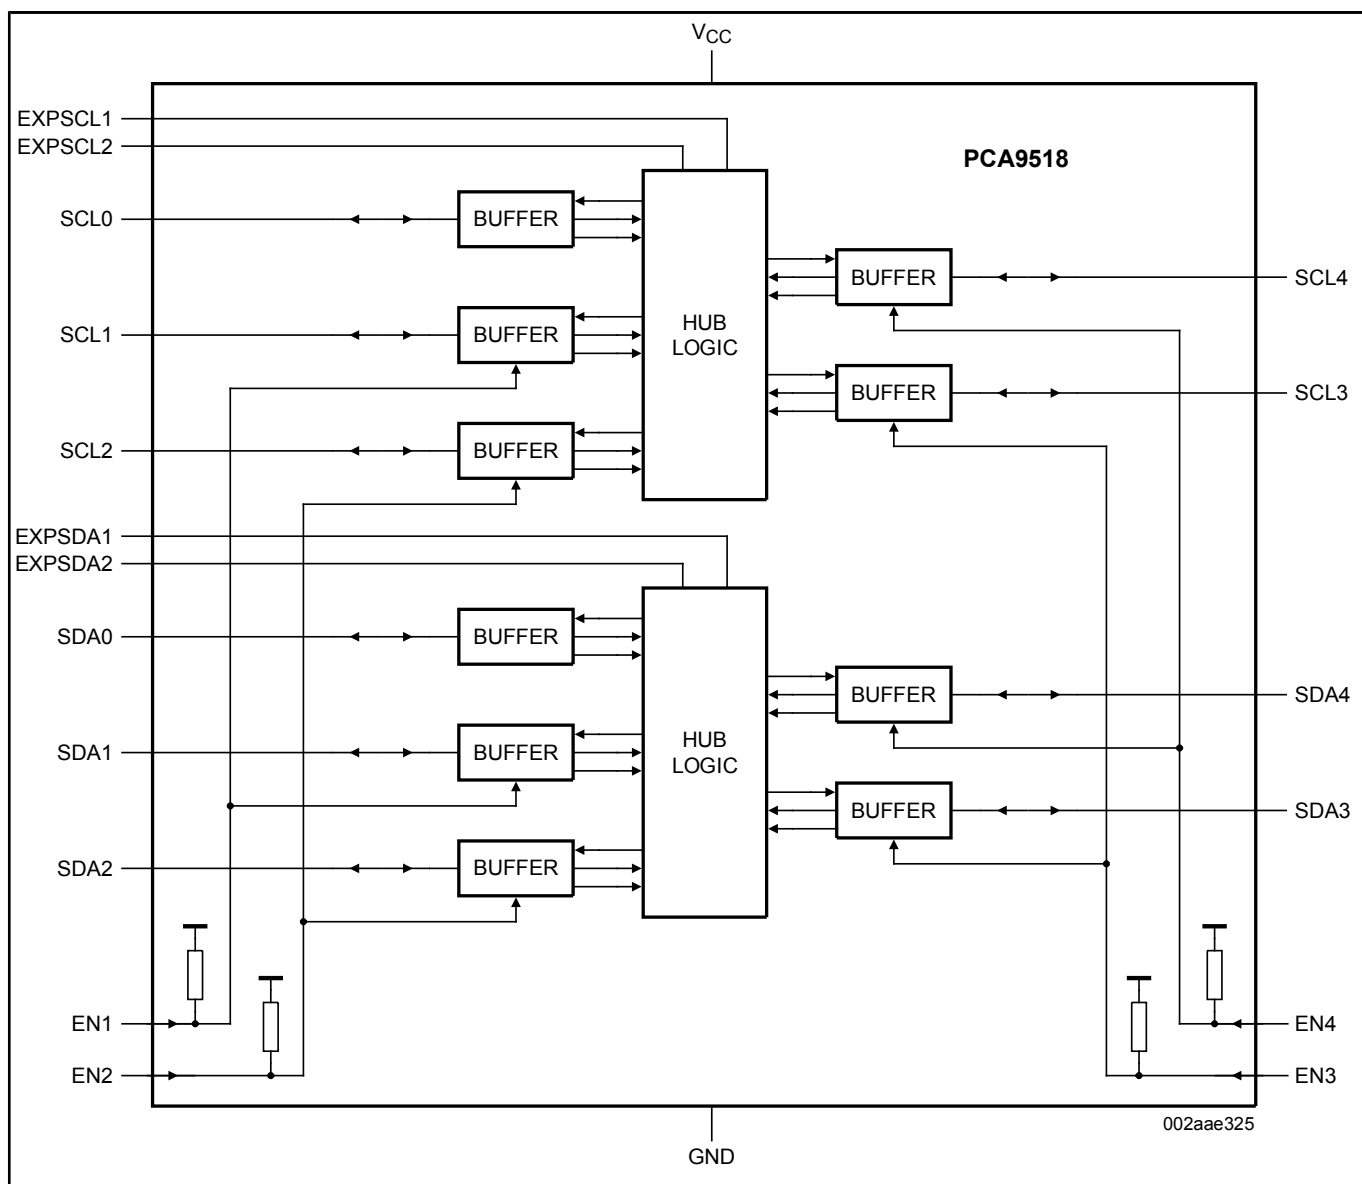 VCC
EXPSCL1
EXPSCL2
PCA9518
SCL0
BUFFER
BUFFER
SCL4
SCL1
BUFFER
HUB
LOGIC
BUFFER
SCL3
SCL2
BUFFER
EXPSDA1
EXPSDA2
SDA0
BUFFER
BUFFER
SDA4
SDA1
BUFFER
HUB
LOGIC
BUFFER
SDA3
SDA2
BUFFER
EN1
EN4
EN2
EN3
002aae325
GND